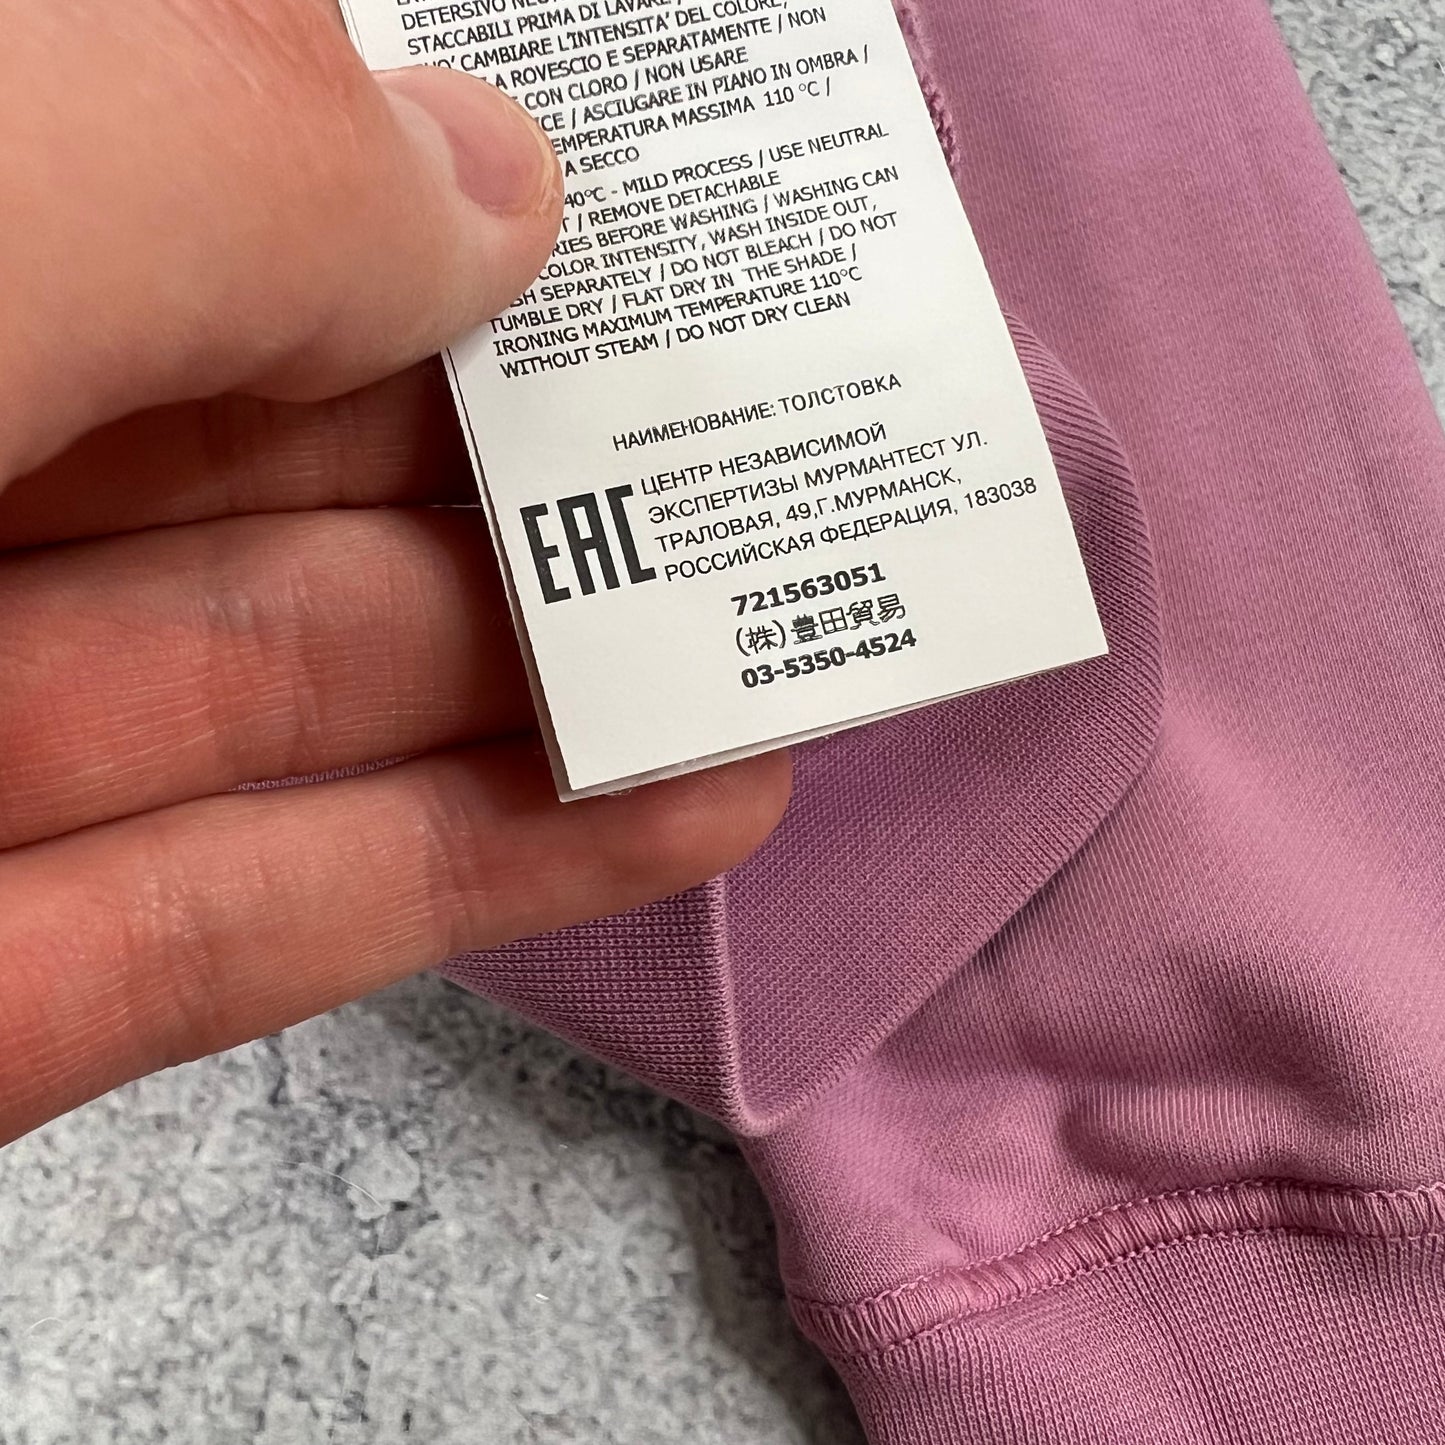 DETERSIVO
STACCABILI PRIMA DI LAVARE /
CAMBIARE L'INTENSITA' DEL COLORE,
A ROVESCIO E SEPARATAMENTE / NON
CON CLORO / NON USARE
/ ASCIUGARE IN PIANO IN OMBRA /
MASSIMA 110 °C /
A SECCO
40°C - MILD PROCESS / USE NEUTRAL
/ REMOVE DETACHABLE
BEFORE WASHING / WASHING CAN
COLOR INTENSITY, WASH INSIDE OUT,
SEPARATELY / DO NOT BLEACH / DO NOT
TUMBLE DRY / FLAT DRY IN THE SHADE /
IRONING MAXIMUM TEMPERATURE 110°C
WITHOUT STEAM / DO NOT DRY CLEAN
НАИМЕНОВАНИЕ: ТОЛСТОВКА
ЦЕНТР НЕЗАВИСИМОЙ
ЭКСПЕРТИЗЫ МУРМАНТЕСТ УЛ.
ТРАЛОВАЯ, 49,Г.МУРМАНСК,
РОССИЙСКАЯ ФЕДЕРАЦИЯ, 183038
EAC
721563051
(株)豊田貿易
03-5350-4524